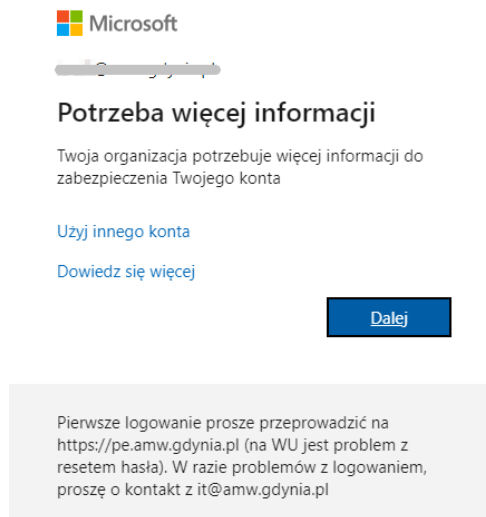 Microsoft
Potrzeba więcej informacji
Twoja organizacja potrzebuje więcej informacji do
zabezpieczenia Twojego konta
Użyj innego konta
Dowiedz się więcej
Dalej
Pierwsze logowanie prosze przeprowadzić na
https://pe.amw.gdynia.pl (na WU jest problem z
resetem hasła). W razie problemów z logowaniem,
proszę o kontakt z it@amw.gdynia.pl